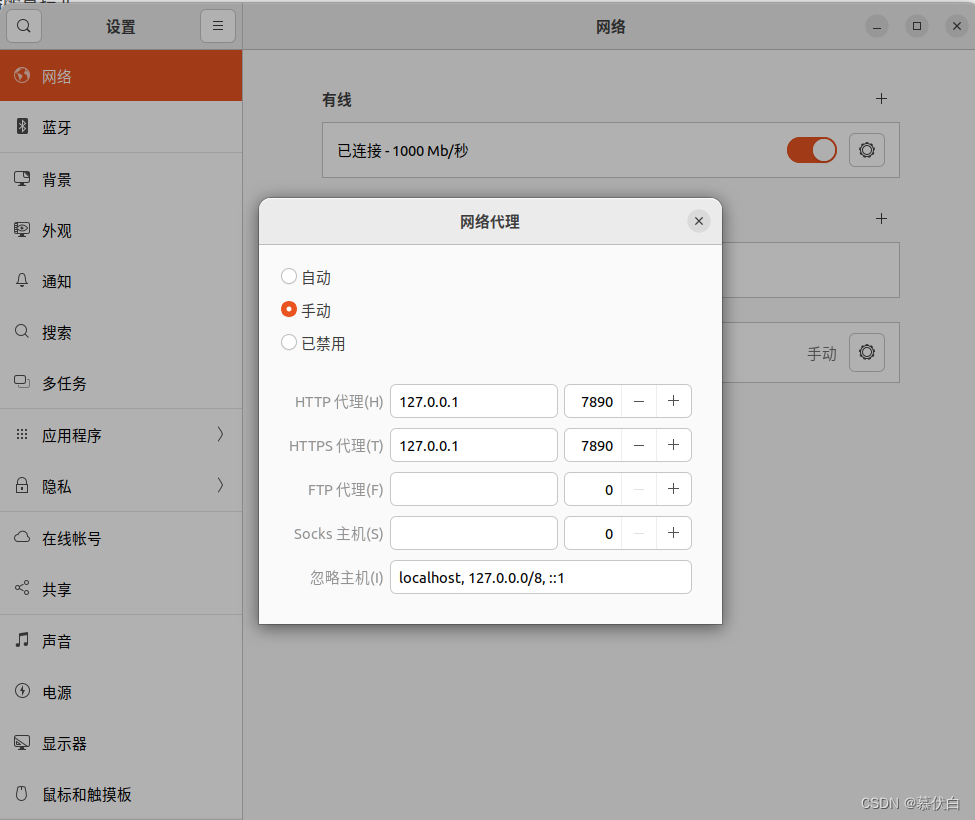 设置
网络
网络
蓝牙
背景
外观
通知
搜索
多任务
应用程序
隐私
在线帐号
共享
声音
电源
显示器
鼠标和触摸板
有线
已连接 - 1000 Mb/秒
手动
网络代理
自动
手动
已禁用
HTTP 代理(H) 127.0.0.1 7890
HTTPS 代理(T) 127.0.0.1 7890
FTP 代理(F) 0
Socks 主机(S) 0
忽略主机(I) localhost, 127.0.0.0/8, ::1
CSDN @慕伏白